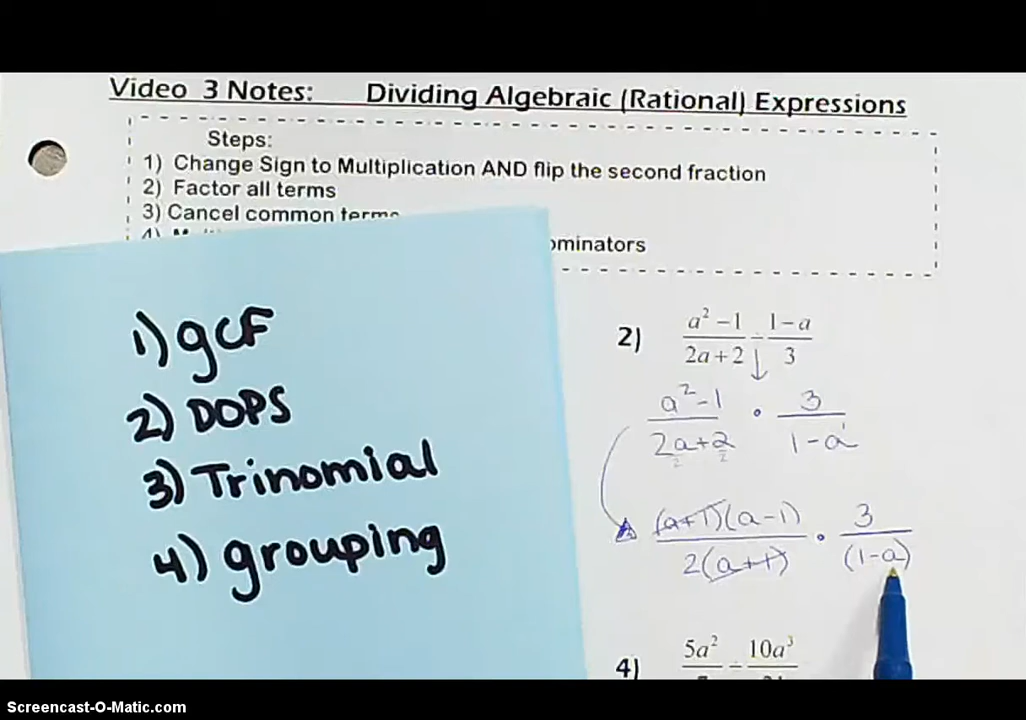 Video 3 Notes: Dividing Algebraic (Rational) Expressions
Steps:
1) Change Sign to Multiplication AND flip the second fraction
2) Factor all terms
3) Cancel common terms
4)
ominators
1) gCF
2) DOPS
3) Trinomial
4) grouping
2) a² -1 / 2a+2 ÷ 1-a / 3
a²-1 / 2a+2 • 3 / 1-a
(a+1)(a-1) / 2(a+1) • 3 / (1-a)
4) 5a² ÷ 10a³
Screencast-O-Matic.com